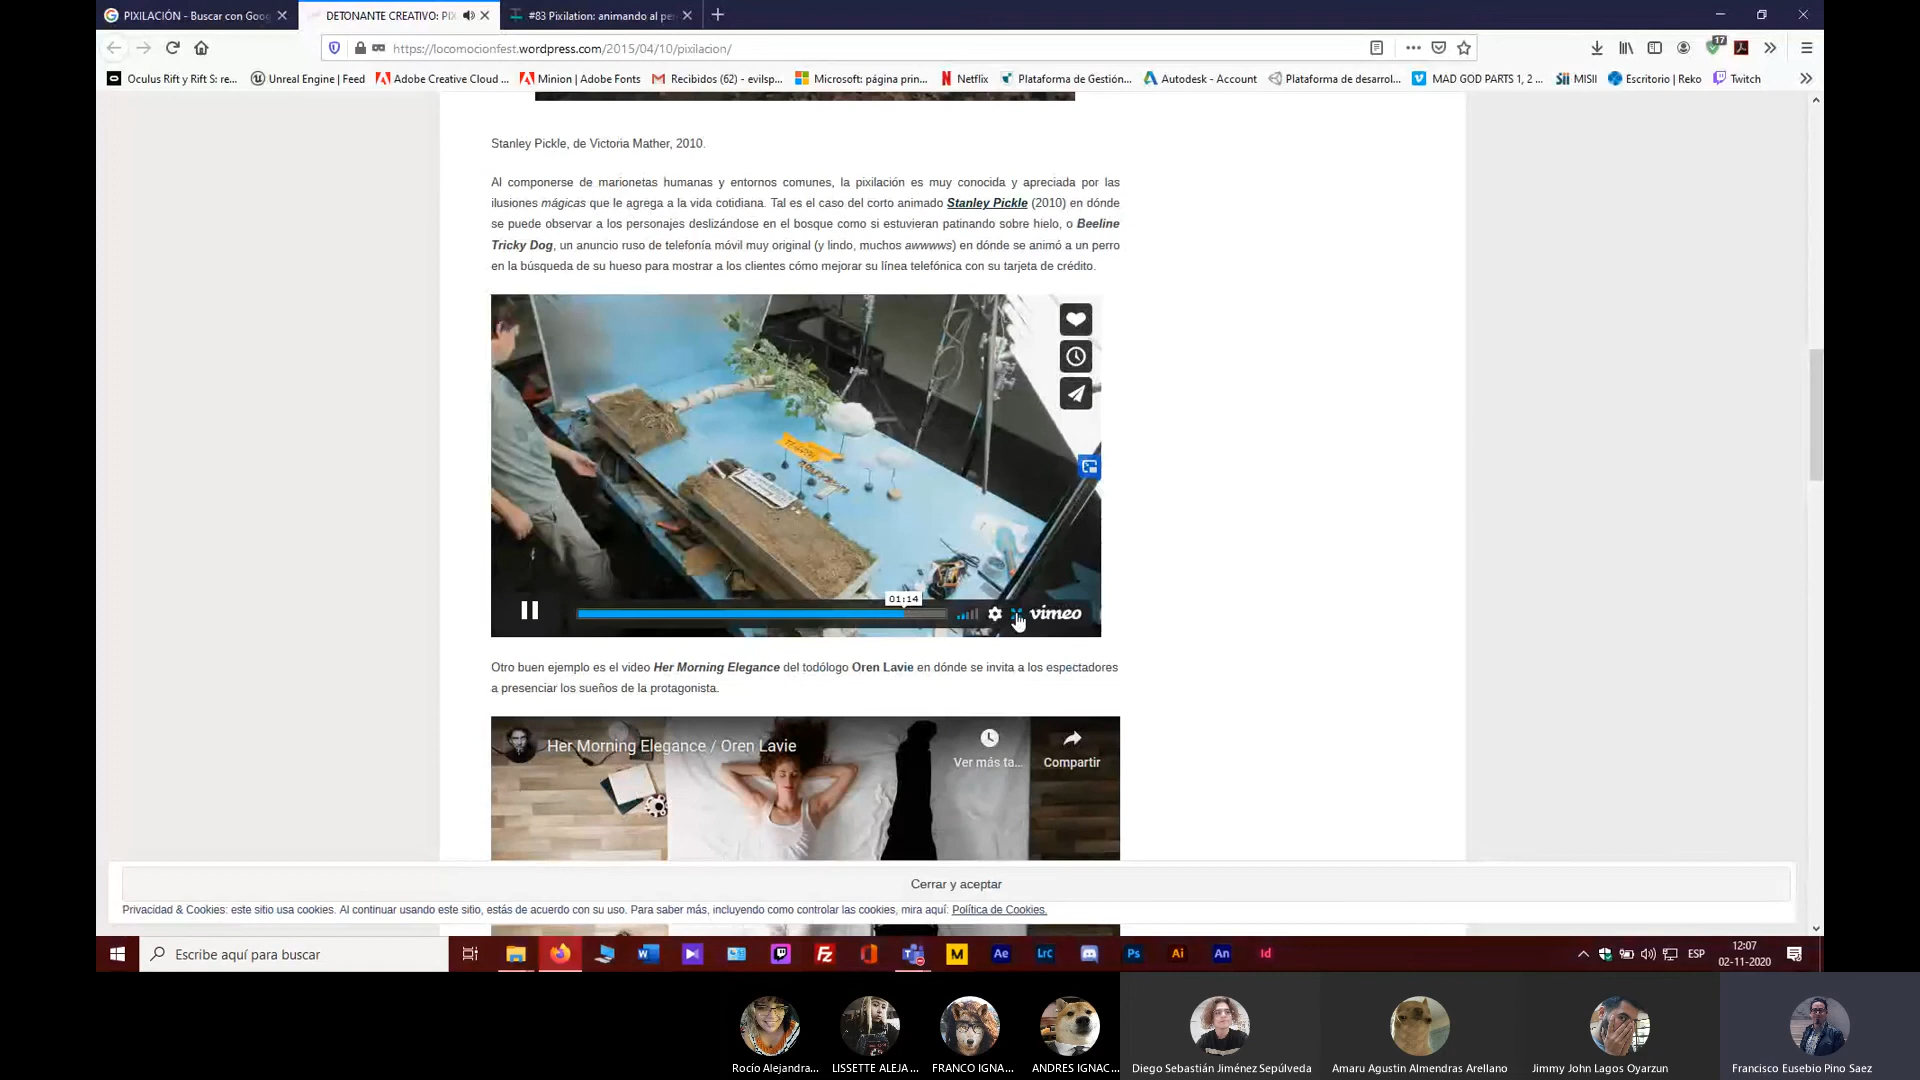 PIXILACIÓN - Buscar con Goog
DETONANTE CREATIVO: PIX
#83 Pixilation: animando al per
https://locomocionfest.wordpress.com/2015/04/10/pixilacion/
17
Oculus Rift y Rift S: re...
Unreal Engine | Feed
Adobe Creative Cloud ...
Minion | Adobe Fonts
Recibidos (62) - evilsp...
Microsoft: página prin...
Netflix
Plataforma de Gestión...
Autodesk - Account
Plataforma de desarrol...
MAD GOD PARTS 1, 2 ...
Sii
MISII
Escritorio | Reko
Twitch
Stanley Pickle, de Victoria Mather, 2010.
Al componerse de marionetas humanas y entornos comunes, la pixilación es muy conocida y apreciada por las
ilusiones mágicas que le agrega a la vida cotidiana. Tal es el caso del corto animado Stanley Pickle (2010) en dónde
se puede observar a los personajes deslizándose en el bosque como si estuvieran patinando sobre hielo, o Beeline
Tricky Dog, un anuncio ruso de telefonía móvil muy original (y lindo, muchos awwwws) en dónde se animó a un perro
en la búsqueda de su hueso para mostrar a los clientes cómo mejorar su línea telefónica con su tarjeta de crédito.
01:14
vimeo
Otro buen ejemplo es el video Her Morning Elegance del todólogo Oren Lavie en dónde se invita a los espectadores
a presenciar los sueños de la protagonista.
Her Morning Elegance / Oren Lavie
Ver más ta...
Compartir
Cerrar y aceptar
Privacidad & Cookies: este sitio usa cookies. Al continuar usando este sitio, estás de acuerdo con su uso. Para saber más, incluyendo como controlar las cookies, mira aquí: Política de Cookies.
Escribe aquí para buscar
M
Ae
LrC
Ps
Ai
An
Id
ESP
12:07
02-11-2020
Rocío Alejandra...
LISSETTE ALEJA...
FRANCO IGNA...
ANDRES IGNAC...
Diego Sebastián Jiménez Sepúlveda
Amaru Agustin Almendras Arellano
Jimmy John Lagos Oyarzun
Francisco Eusebio Pino Saez